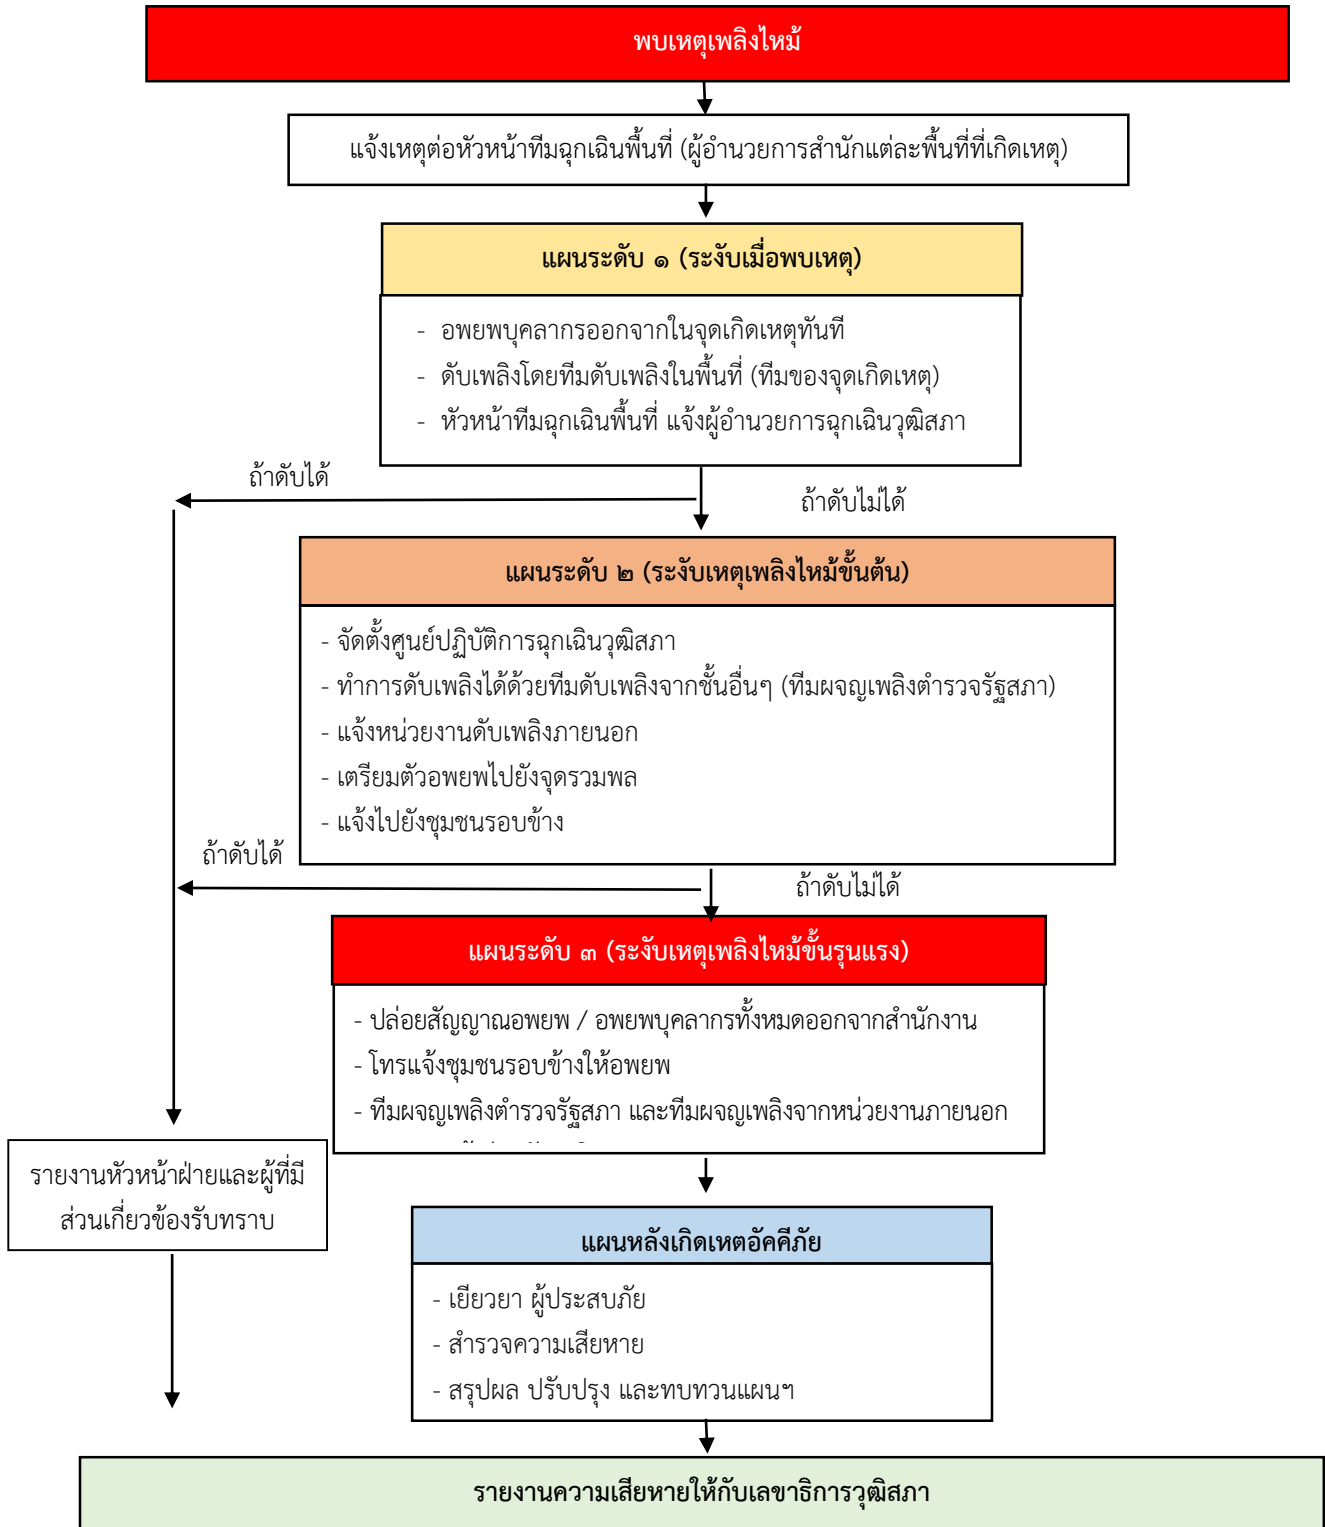 พบเหตุเพลิงไหม้
แจ้งเหตุต่อหัวหน้าทีมฉุกเฉินพื้นที่ (ผู้อำนวยการสำนักแต่ละพื้นที่ที่เกิดเหตุ)
แผนระดับ ๑ (ระงับเมื่อพบเหตุ)
- อพยพบุคลากรออกจากในจุดเกิดเหตุทันที
- ดับเพลิงโดยทีมดับเพลิงในพื้นที่ (ทีมของจุดเกิดเหตุ)
- หัวหน้าทีมฉุกเฉินพื้นที่ แจ้งผู้อำนวยการฉุกเฉินวุฒิสภา
ถ้าดับได้
ถ้าดับไม่ได้
แผนระดับ ๒ (ระงับเหตุเพลิงไหม้ขั้นต้น)
- จัดตั้งศูนย์ปฏิบัติการฉุกเฉินวุฒิสภา
- ทำการดับเพลิงได้ด้วยทีมดับเพลิงจากชั้นอื่นๆ (ทีมผจญเพลิงตำรวจรัฐสภา)
- แจ้งหน่วยงานดับเพลิงภายนอก
- เตรียมตัวอพยพไปยังจุดรวมพล
- แจ้งไปยังชุมชนรอบข้าง
ถ้าดับได้
ถ้าดับไม่ได้
แผนระดับ ๓ (ระงับเหตุเพลิงไหม้ขั้นรุนแรง)
- ปล่อยสัญญาณอพยพ / อพยพบุคลากรทั้งหมดออกจากสำนักงาน
- โทรแจ้งชุมชนรอบข้างให้อพยพ
- ทีมผจญเพลิงตำรวจรัฐสภา และทีมผจญเพลิงจากหน่วยงานภายนอก
รายงานหัวหน้าฝ่ายและผู้ที่มี
ส่วนเกี่ยวข้องรับทราบ
แผนหลังเกิดเหตุอัคคีภัย
- เยียวยา ผู้ประสบภัย
- สำรวจความเสียหาย
- สรุปผล ปรับปรุง และทบทวนแผนฯ
รายงานความเสียหายให้กับเลขาธิการวุฒิสภา